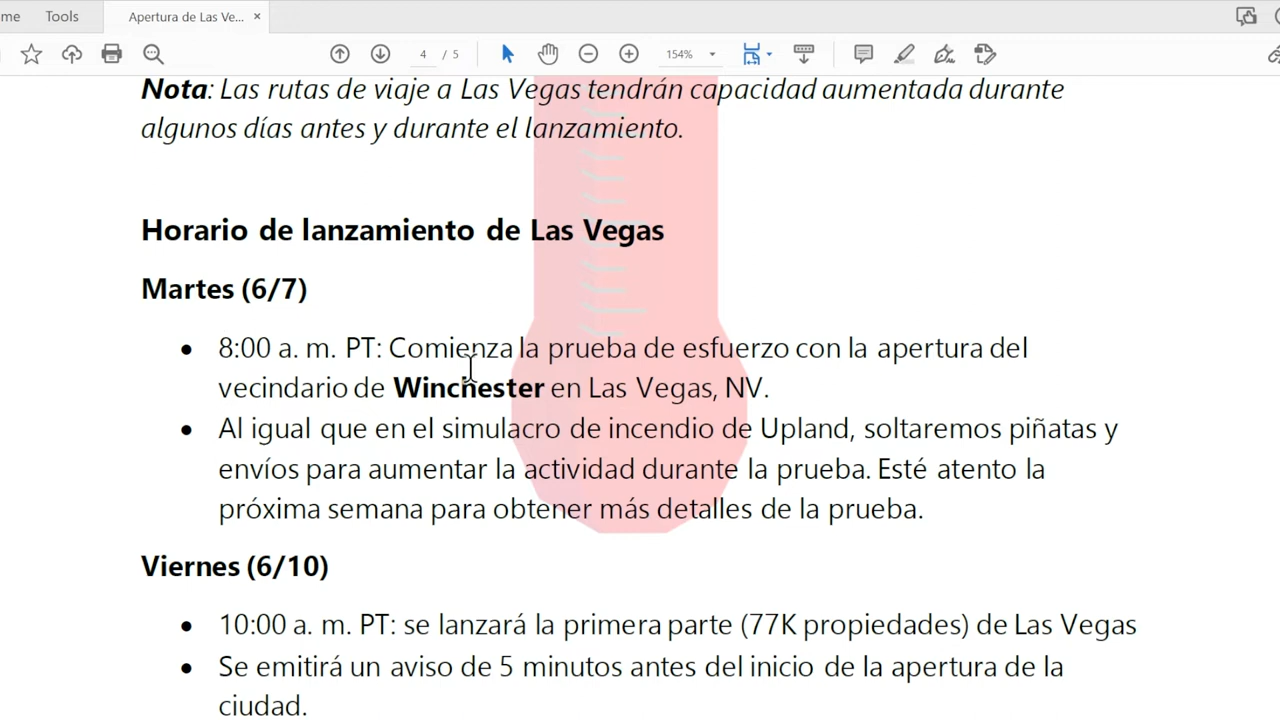 me Tools Apertura de Las Ve... ×
4 / 5 154%
Nota: Las rutas de viaje a Las Vegas tendrán capacidad aumentada durante
algunos días antes y durante el lanzamiento.
Horario de lanzamiento de Las Vegas
Martes (6/7)
• 8:00 a. m. PT: Comienza la prueba de esfuerzo con la apertura del
vecindario de Winchester en Las Vegas, NV.
• Al igual que en el simulacro de incendio de Upland, soltaremos piñatas y
envíos para aumentar la actividad durante la prueba. Esté atento la
próxima semana para obtener más detalles de la prueba.
Viernes (6/10)
• 10:00 a. m. PT: se lanzará la primera parte (77K propiedades) de Las Vegas
• Se emitirá un aviso de 5 minutos antes del inicio de la apertura de la
ciudad.